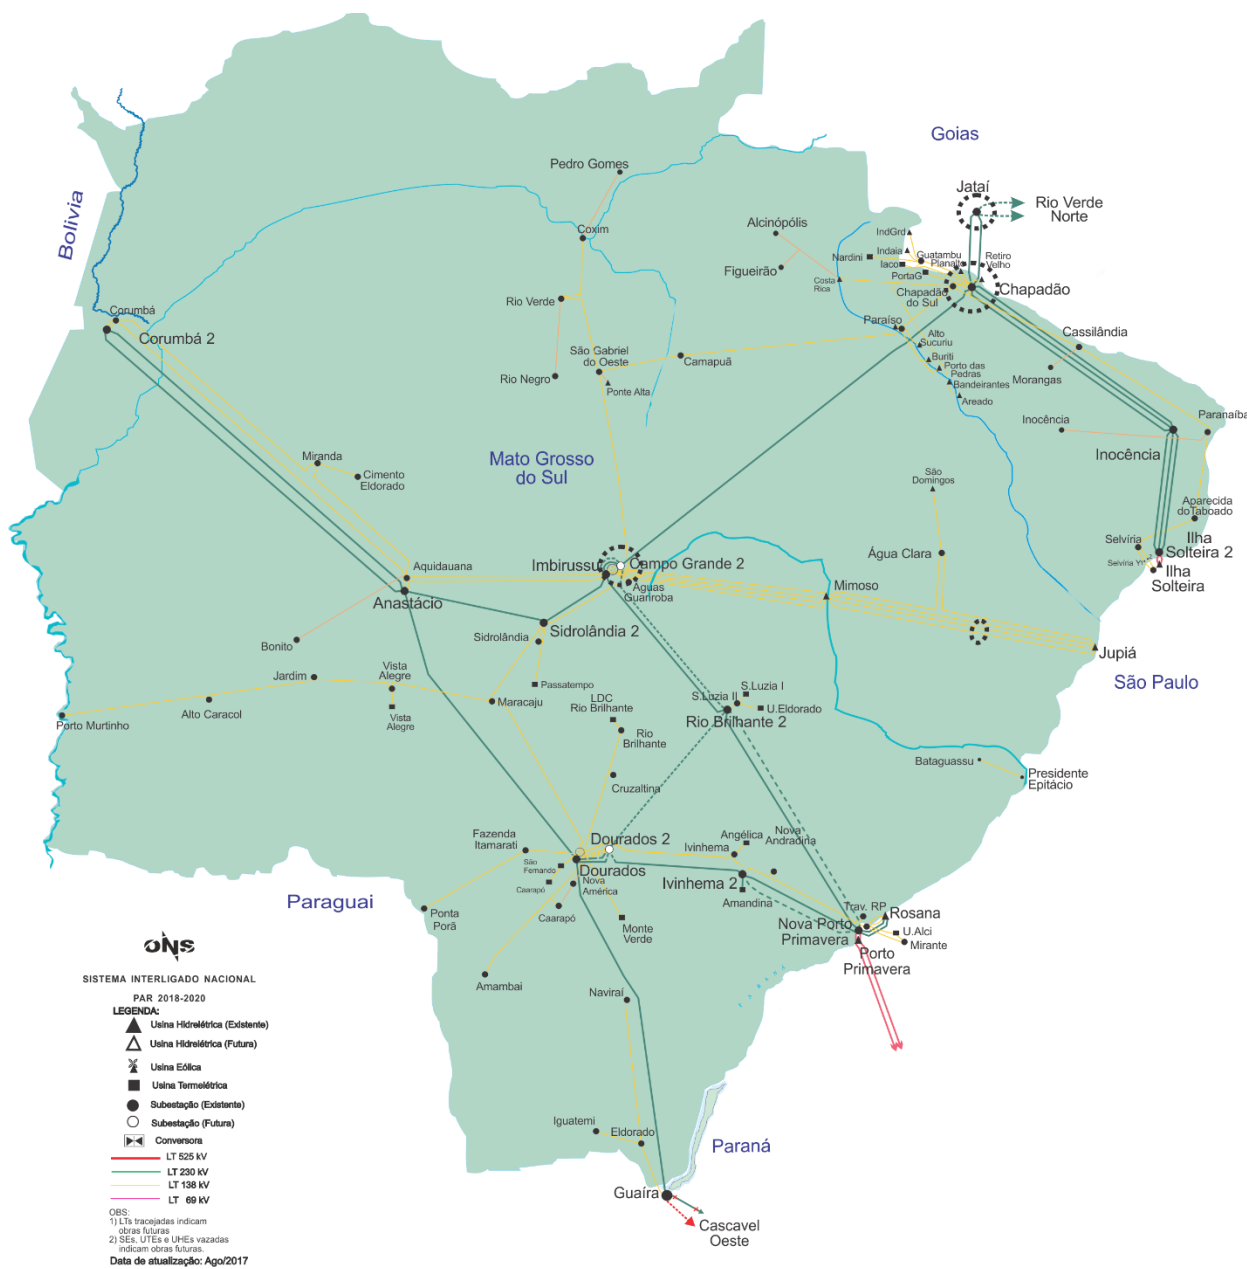 Goias
Bolivia
Pedro Gomes
Jataí
Rio Verde
Norte
Alcinópolis
Coxim
IndGrd
Indaia
Guatambu
Nardini
Iaco
Planalto
Retiro
Velho
PortaG
Figueirão
Costa
Rica
Chapadão
do Sul
Chapadão
Rio Verde
Corumbá
Corumbá 2
Paraíso
Alto
Sucuriu
Cassilândia
São Gabriel
do Oeste
Camapuã
Buriti
Porto das
Pedras
Rio Negro
Ponte Alta
Bandeirantes
Morangas
Areado
Inocência
Paranaíba
Inocência
Miranda
Cimento
Eldorado
Mato Grosso
do Sul
São
Domingos
Aparecida
doTaboado
Ilha
Solteira 2
Selvíria
Água Clara
Ilha
Solteira
Aquidauana
Imbirussu
Campo Grande 2
Águas
Guariroba
Mimoso
Anastácio
Sidrolândia 2
Sidrolândia
Bonito
Jupiá
São Paulo
Jardim
Vista
Alegre
Passatempo
Maracaju
LDC
Rio Brilhante
S.Luzia I
S.Luzia II
U.Eldorado
Rio Brilhante 2
Porto Murtinho
Alto Caracol
Vista
Alegre
Rio
Brilhante
Cruzaltina
Bataguassu
Presidente
Epitácio
Fazenda
Itamarati
Dourados 2
Dourados
Angélica
Nova
Andradina
Ivinhema
São
Fernando
Caarapó
Nova
América
Ivinhema 2
Amandina
Caarapó
Paraguai
Ponta
Porã
Monte
Verde
Trav. RP
Rosana
Nova Porto
Primavera
U.Alci
Mirante
Porto
Primavera
Amambai
Naviraí
Iguatemi
Eldorado
Paraná
Guaíra
Cascavel
Oeste
ONS
SISTEMA INTERLIGADO NACIONAL
PAR 2018-2020
LEGENDA:
Usina Hidrelétrica (Existente)
Usina Hidrelétrica (Futura)
Usina Eólica
Usina Termelétrica
Subestação (Existente)
Subestação (Futura)
Conversora
LT 525 kV
LT 230 kV
LT 138 kV
LT 69 kV
OBS:
1) LTs tracejadas indicam
obras futuras
2) SEs, UTEs e UHEs vazadas
indicam obras futuras.
Data de atualização: Ago/2017